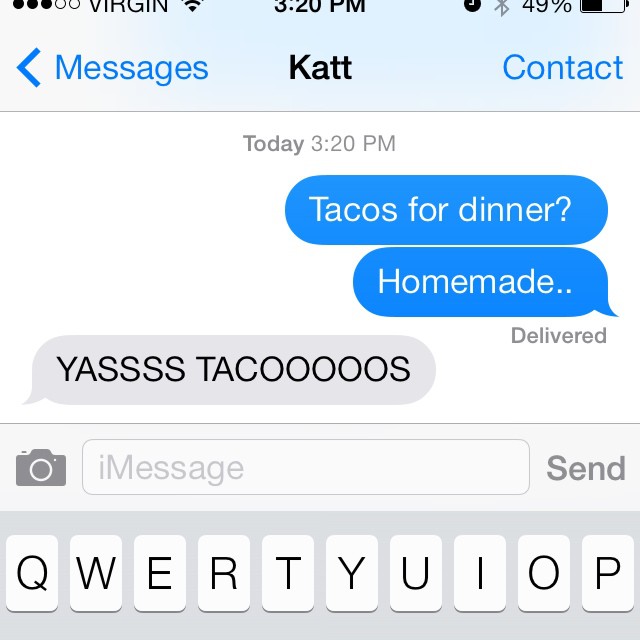 VIRGIN 3:20 PM 49%
Messages Katt Contact
Today 3:20 PM
Tacos for dinner?
Homemade..
Delivered
YASSSS TACOOOOOS
iMessage Send
Q W E R T Y U I O P